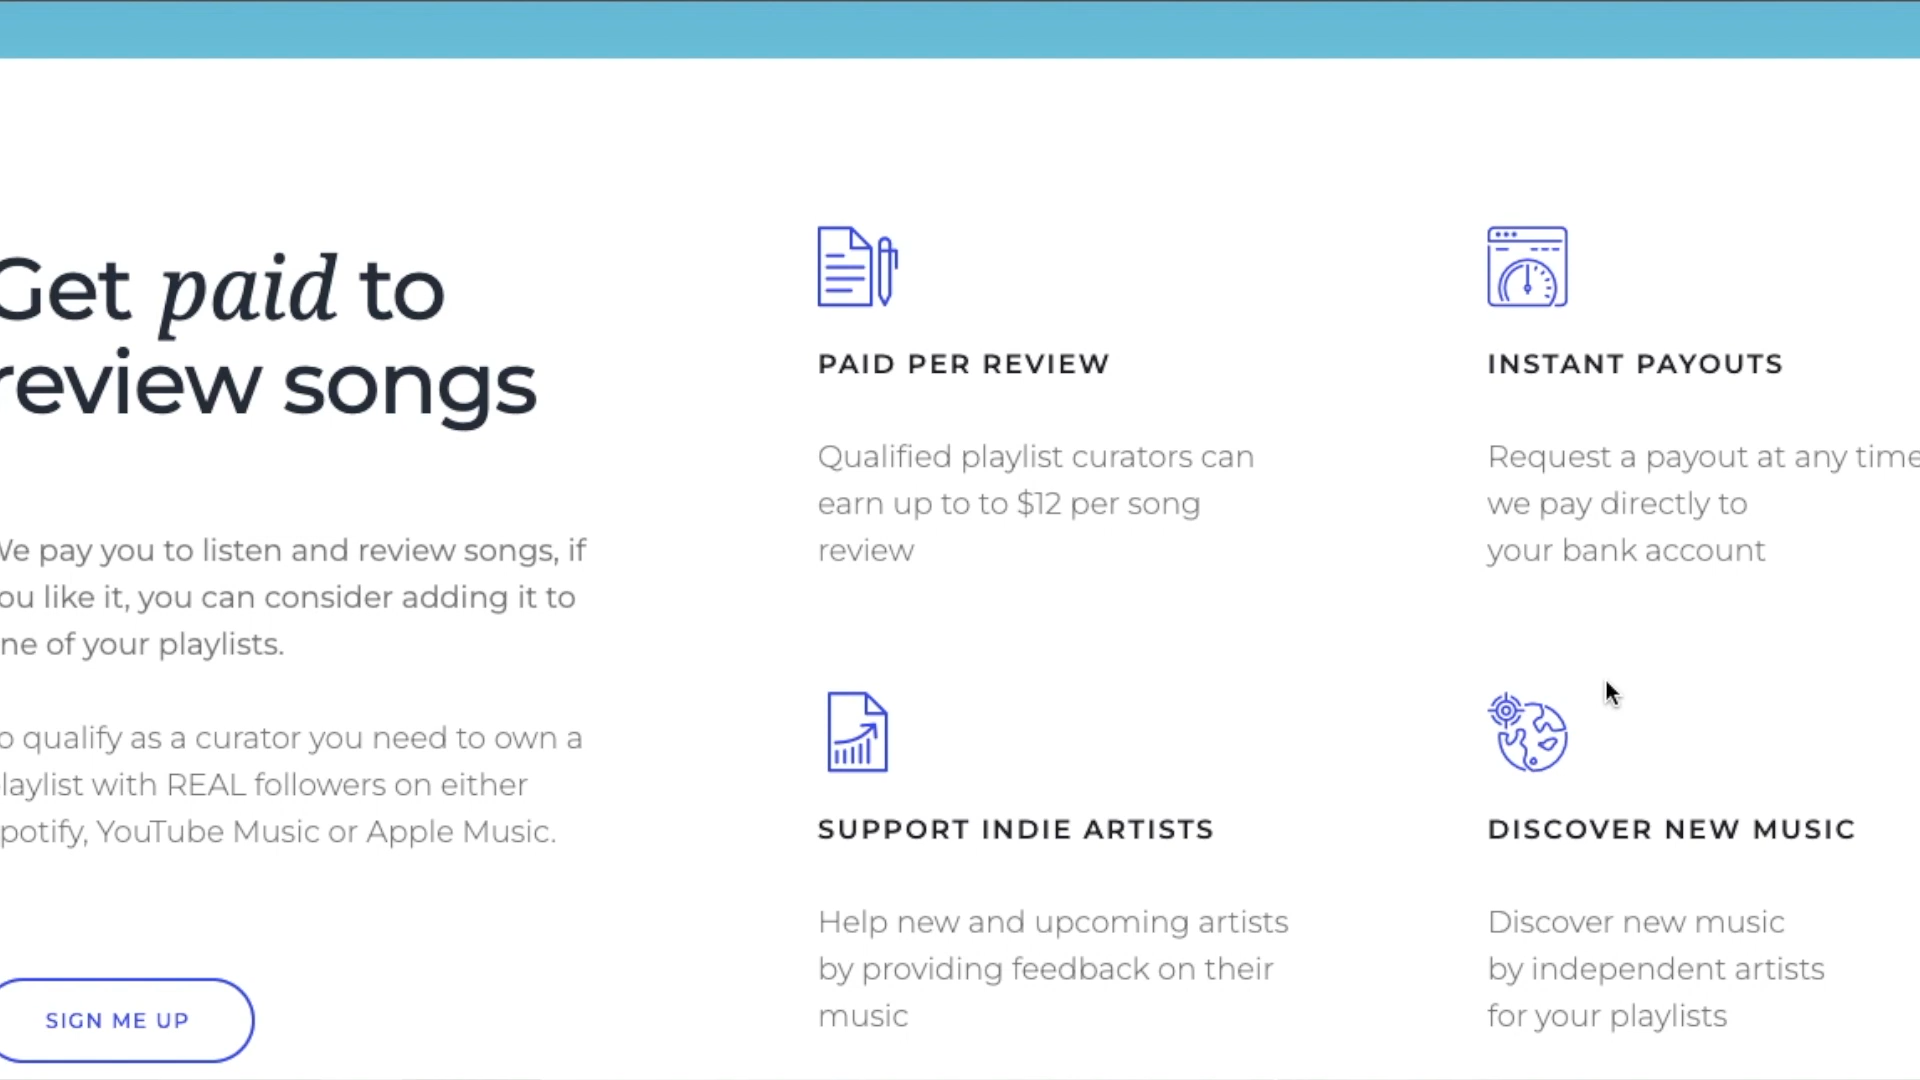 Get paid to
review songs
We pay you to listen and review songs, if
ou like it, you can consider adding it to
ne of your playlists.
o qualify as a curator you need to own a
laylist with REAL followers on either
potify, YouTube Music or Apple Music.
SIGN ME UP
PAID PER REVIEW
Qualified playlist curators can
earn up to to $12 per song
review
INSTANT PAYOUTS
Request a payout at any time
we pay directly to
your bank account
SUPPORT INDIE ARTISTS
Help new and upcoming artists
by providing feedback on their
music
DISCOVER NEW MUSIC
Discover new music
by independent artists
for your playlists